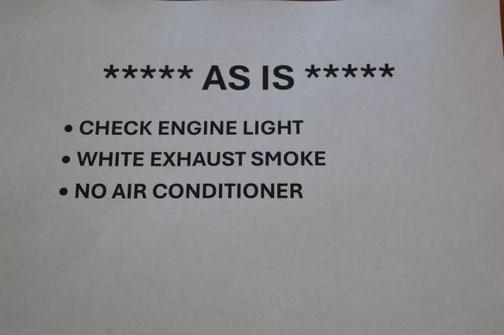 ***** AS IS *****
• CHECK ENGINE LIGHT
• WHITE EXHAUST SMOKE
• NO AIR CONDITIONER